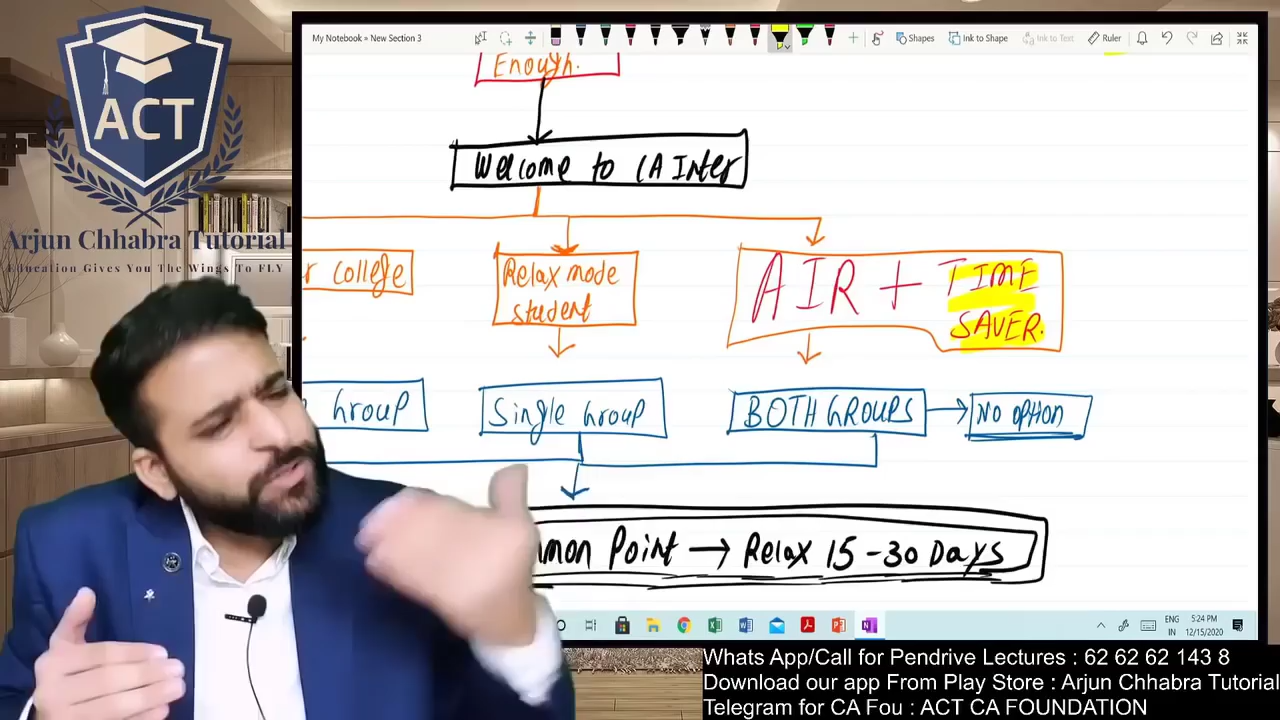 ACT
Arjun Chhabra Tutorial
Education Gives You The Wings To FLY
My Notebook » New Section 3
Shapes
Ink to Shape
Ink to Text
Ruler
Enough.
Welcome to CA Inter
college
Relax mode
student
AIR + TIME
SAVER.
Group
Single Group
BOTH GROUPS
NO OPTION
Point → Relax 15-30 Days
ENG
IN
5:24 PM
12/15/2020
Whats App/Call for Pendrive Lectures : 62 62 62 143 8
Download our app From Play Store : Arjun Chhabra Tutorial
Telegram for CA Fou : ACT CA FOUNDATION